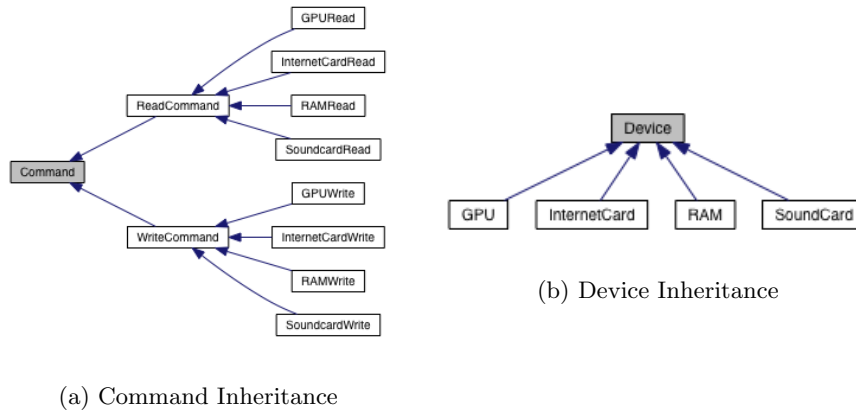 GPURead
InternetCardRead
ReadCommand
RAMRead
SoundcardRead
Command
GPUWrite
WriteCommand
InternetCardWrite
RAMWrite
SoundcardWrite
(a) Command Inheritance
Device
GPU
InternetCard
RAM
SoundCard
(b) Device Inheritance